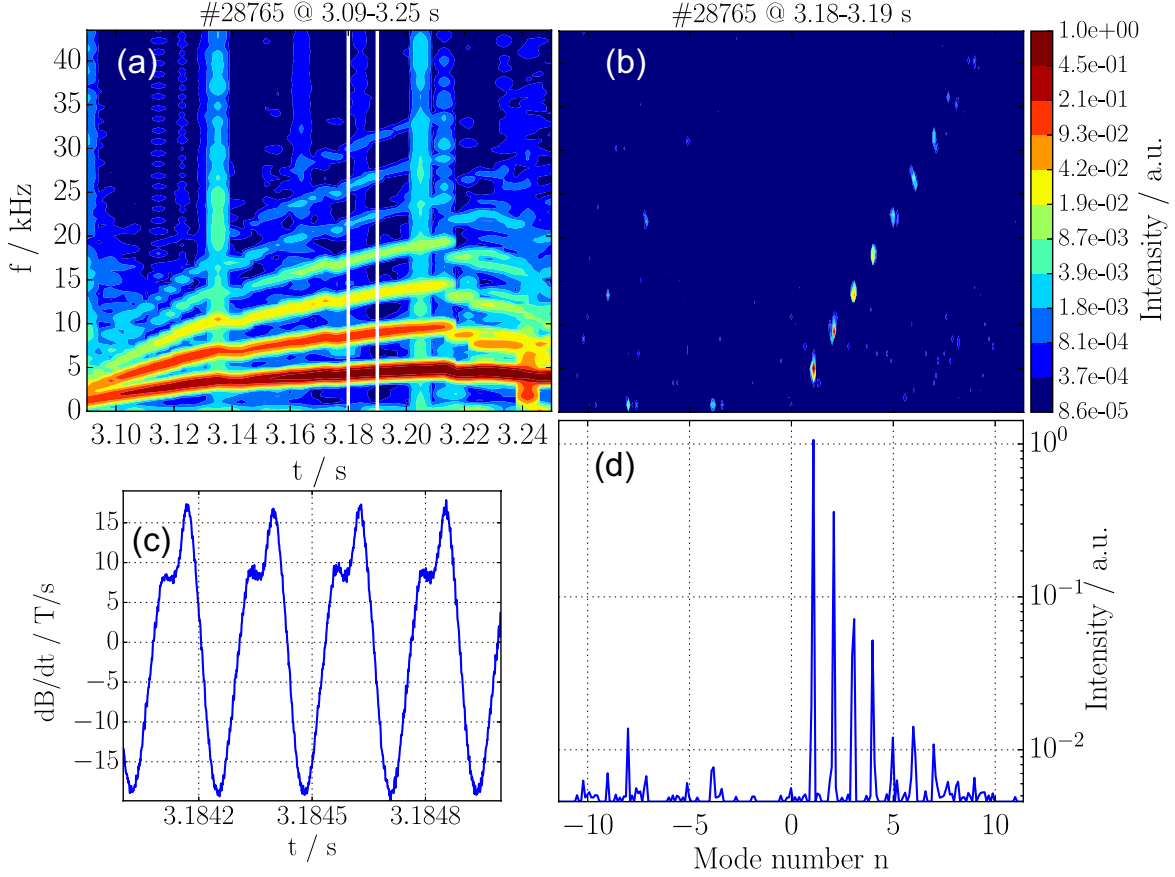 #28765 @ 3.09-3.25 s
#28765 @ 3.18-3.19 s
(a)
f / kHz
40
35
30
25
20
15
10
5
0
3.10 3.12 3.14 3.16 3.18 3.20 3.22 3.24
t / s
(b)
1.0e+00
4.5e-01
2.1e-01
9.3e-02
4.2e-02
1.9e-02
8.7e-03
3.9e-03
1.8e-03
8.1e-04
3.7e-04
8.6e-05
Intensity / a.u.
(c)
dB/dt / T/s
15
10
5
0
−5
−10
−15
3.1842 3.1845 3.1848
t / s
(d)
10⁰
10⁻¹
10⁻²
Intensity / a.u.
−10 −5 0 5 10
Mode number n